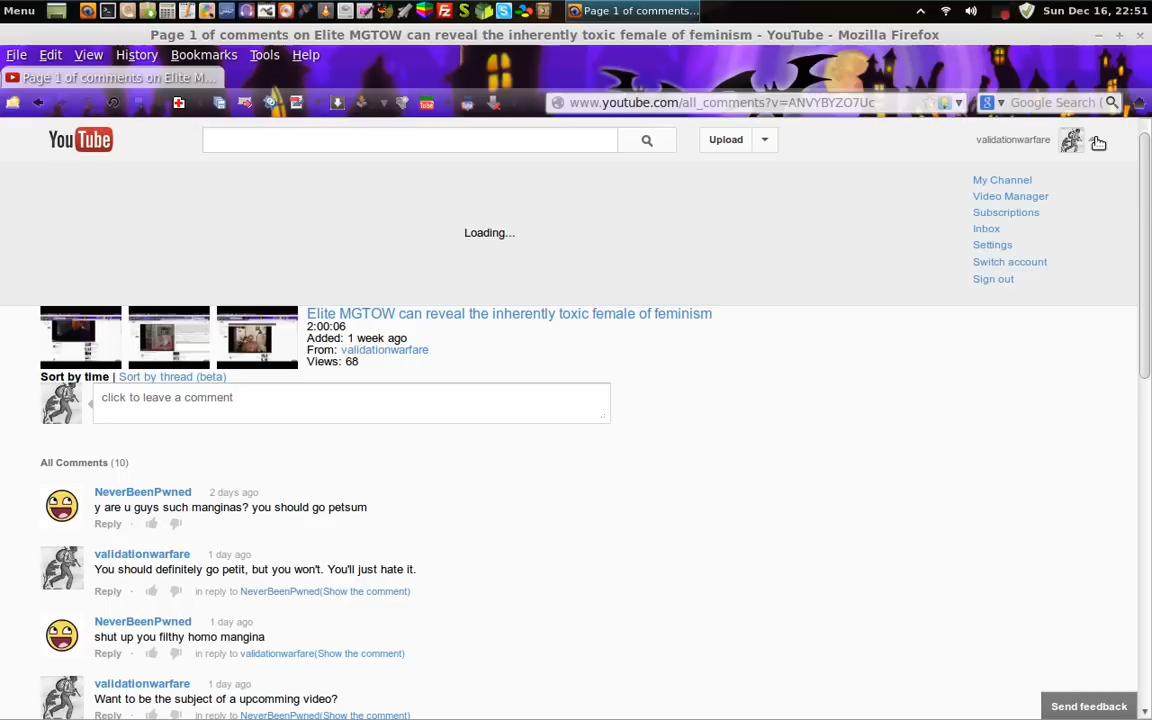 Menu
Page 1 of comments...
Sun Dec 16, 22:51
Page 1 of comments on Elite MGTOW can reveal the inherently toxic female of feminism - YouTube - Mozilla Firefox
File Edit View History Bookmarks Tools Help
Page 1 of comments on Elite M...
www.youtube.com/all_comments?v=ANVYBYZO7Uc
Google Search (
YouTube
Upload
validationwarfare
My Channel
Video Manager
Subscriptions
Inbox
Settings
Switch account
Sign out
Loading...
Elite MGTOW can reveal the inherently toxic female of feminism
2:00:06
Added: 1 week ago
From: validationwarfare
Views: 68
Sort by time | Sort by thread (beta)
click to leave a comment
All Comments (10)
NeverBeenPwned 2 days ago
y are u guys such manginas? you should go petsum
Reply ·
validationwarfare 1 day ago
You should definitely go petit, but you won't. You'll just hate it.
Reply · in reply to NeverBeenPwned(Show the comment)
NeverBeenPwned 1 day ago
shut up you filthy homo mangina
Reply · in reply to validationwarfare(Show the comment)
validationwarfare 1 day ago
Want to be the subject of a upcomming video?
Reply · in reply to NeverBeenPwned(Show the comment)
Send feedback